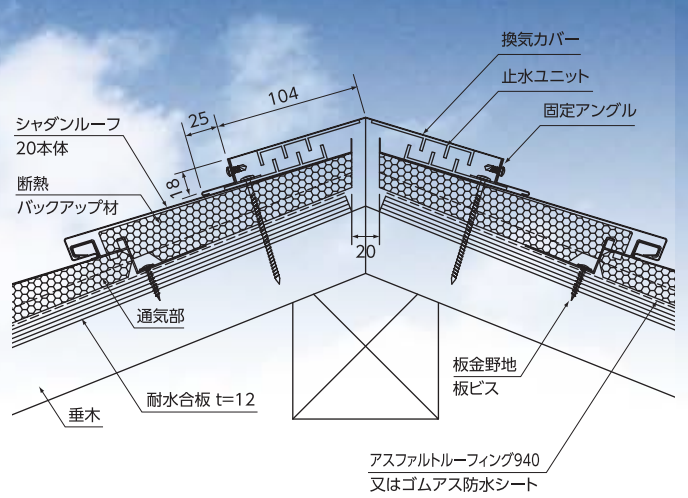 換気カバー
止水ユニット
固定アングル
104
25
シャダンルーフ
20本体
断熱
バックアップ材
18
20
通気部
耐水合板 t=12
垂木
板金野地
板ビス
アスファルトルーフィング940
又はゴムアス防水シート